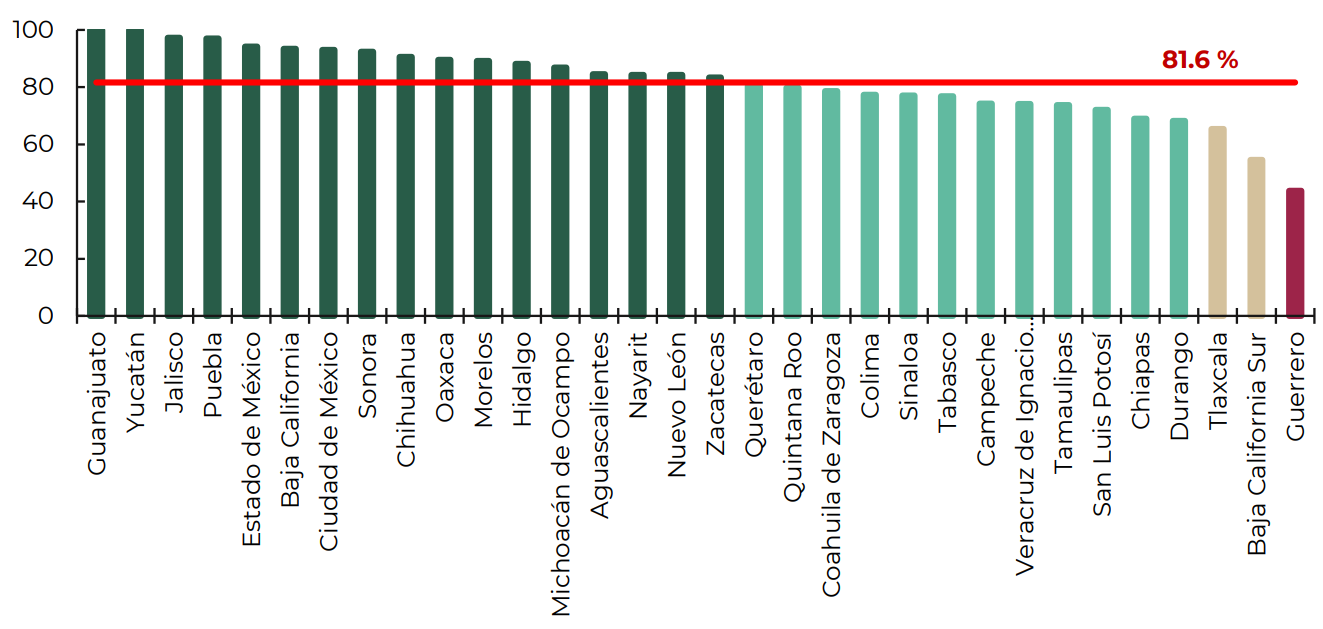 100
80
60
40
20
0
81.6 %
Guanajuato
Yucatán
Jalisco
Puebla
Estado de México
Baja California
Ciudad de México
Sonora
Chihuahua
Oaxaca
Morelos
Hidalgo
Michoacán de Ocampo
Aguascalientes
Nayarit
Nuevo León
Zacatecas
Querétaro
Quintana Roo
Coahuila de Zaragoza
Colima
Sinaloa
Tabasco
Campeche
Veracruz de Ignacio…
Tamaulipas
San Luis Potosí
Chiapas
Durango
Tlaxcala
Baja California Sur
Guerrero